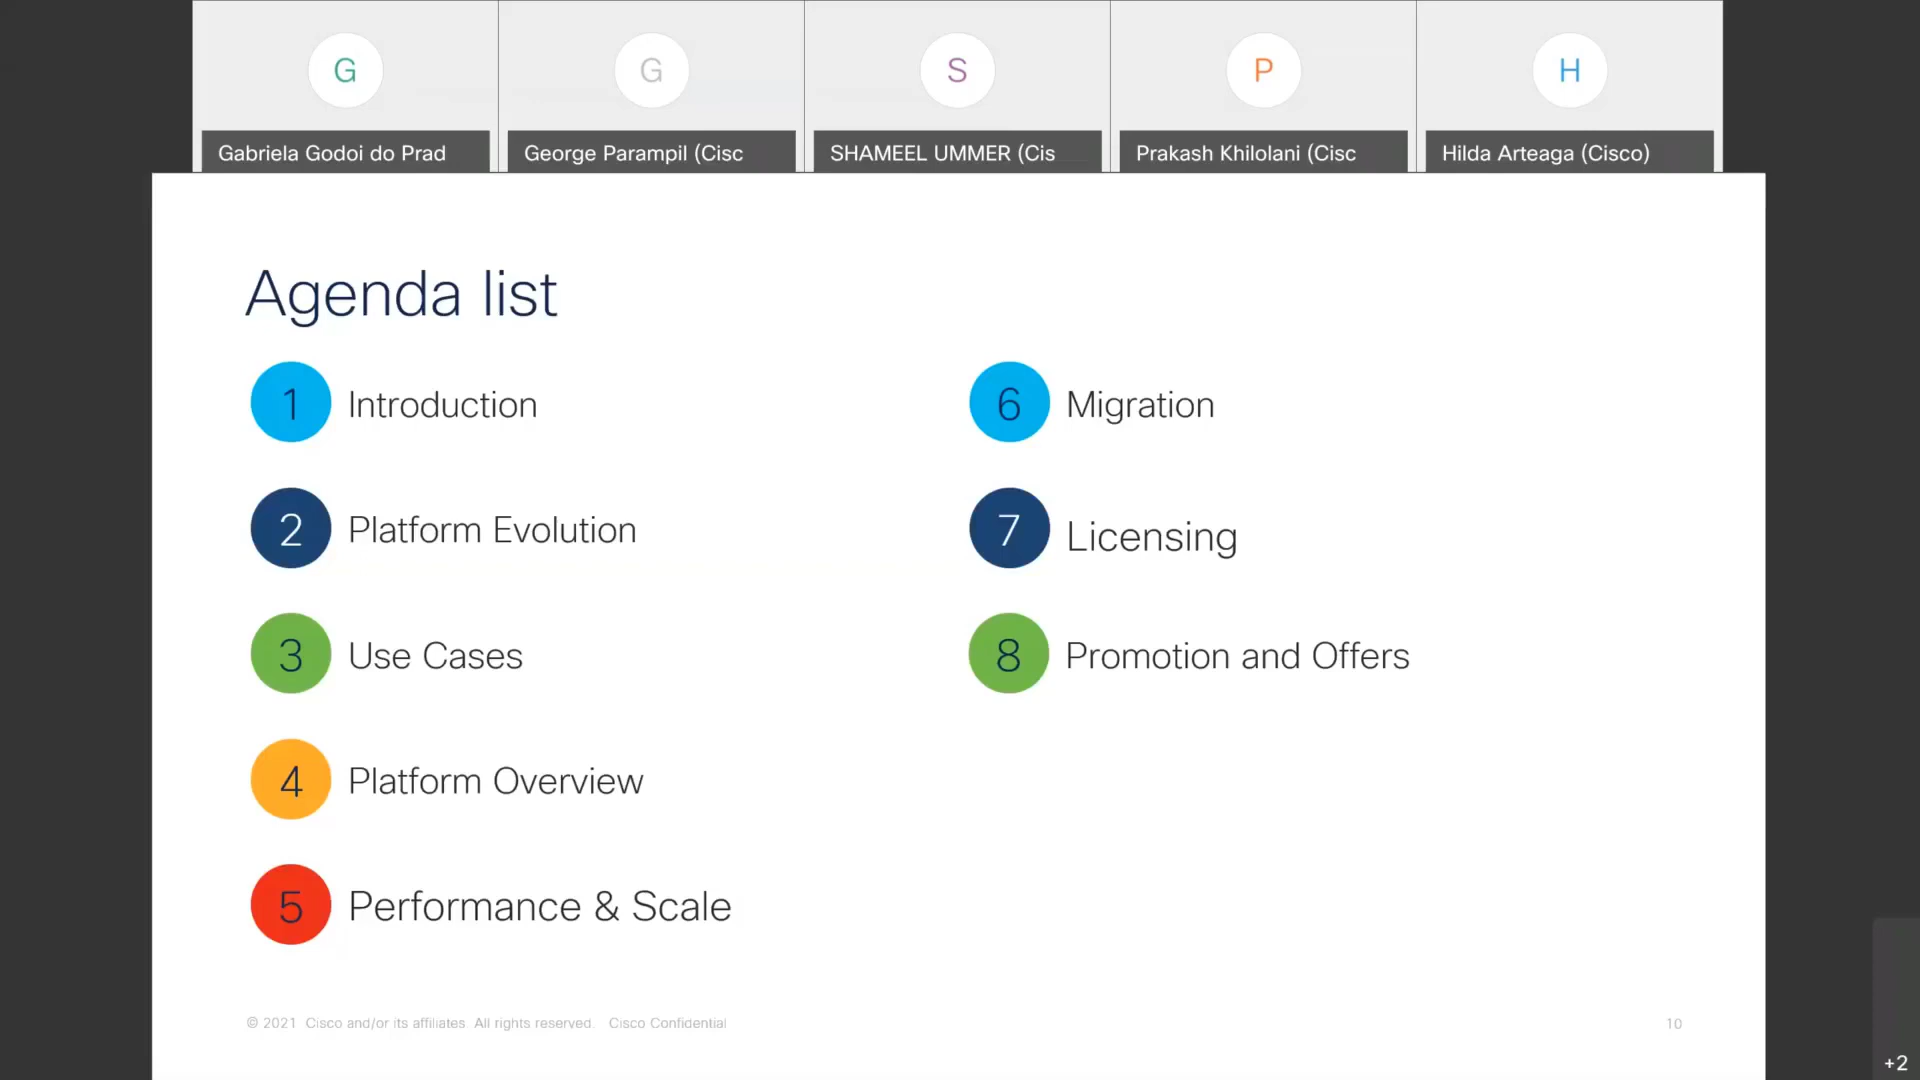 G
G
S
P
H
Gabriela Godoi do Prad
George Parampil (Cisc
SHAMEEL UMMER (Cis
Prakash Khilolani (Cisc
Hilda Arteaga (Cisco)
Agenda list
1 Introduction
2 Platform Evolution
3 Use Cases
4 Platform Overview
5 Performance & Scale
6 Migration
7 Licensing
8 Promotion and Offers
© 2021 Cisco and/or its affiliates. All rights reserved. Cisco Confidential
10
+2